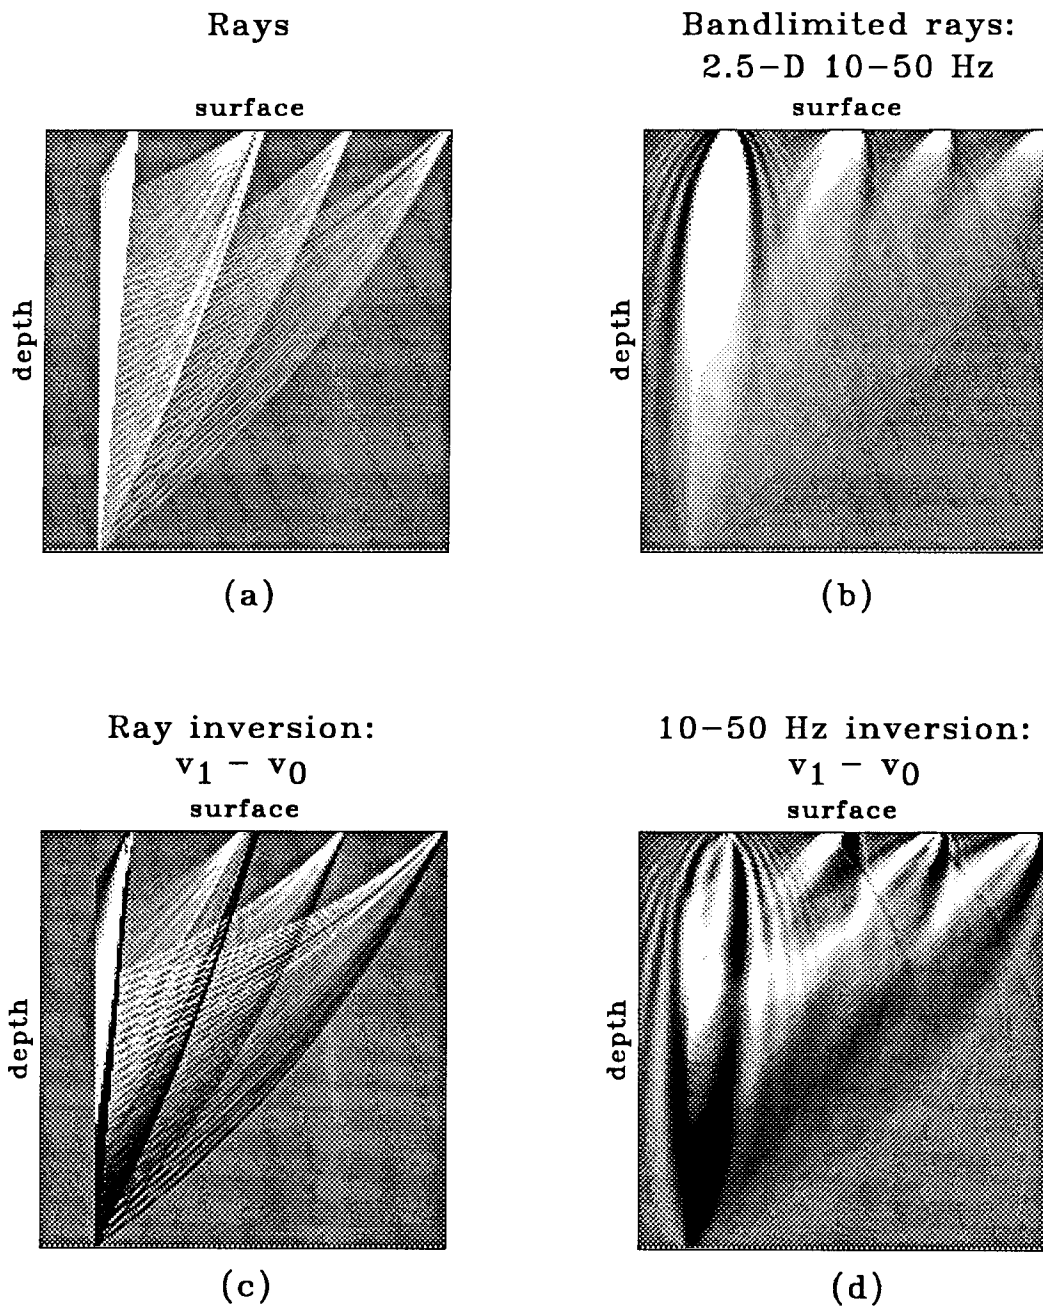 Rays
surface
depth
(a)
Bandlimited rays:
2.5-D 10-50 Hz
surface
depth
(b)
Ray inversion:
v1 - v0
surface
depth
(c)
10-50 Hz inversion:
v1 - v0
surface
depth
(d)